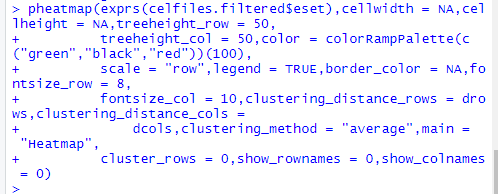 > pheatmap(exprs(celfiles.filtered$eset),cellwidth = NA,cel
lheight = NA,treeheight_row = 50,
+ treeheight_col = 50,color = colorRampPalette(c
("green","black","red"))(100),
+ scale = "row",legend = TRUE,border_color = NA,fo
ntsize_row = 8,
+ fontsize_col = 10,clustering_distance_rows = dro
ws,clustering_distance_cols =
+ dcols,clustering_method = "average",main =
"Heatmap",
+ cluster_rows = 0,show_rownames = 0,show_colnames
= 0)
>